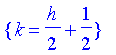 {k = h/2 + 1/2}